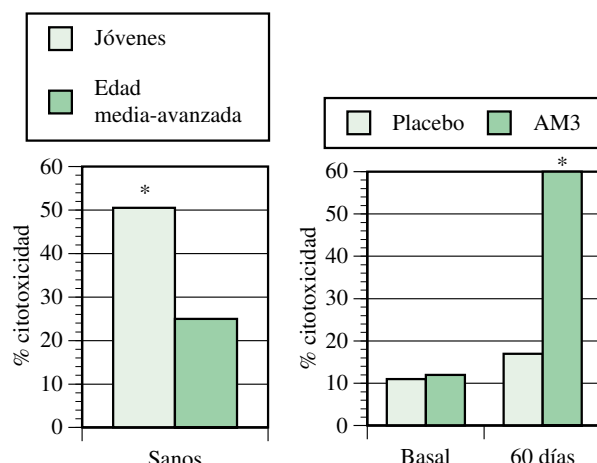 Jóvenes
Edad
media-avanzada
% citotoxicidad
60
50
40
30
20
10
0
*
Sanos
Placebo
AM3
% citotoxicidad
60
50
40
30
20
10
0
*
Basal
60 días